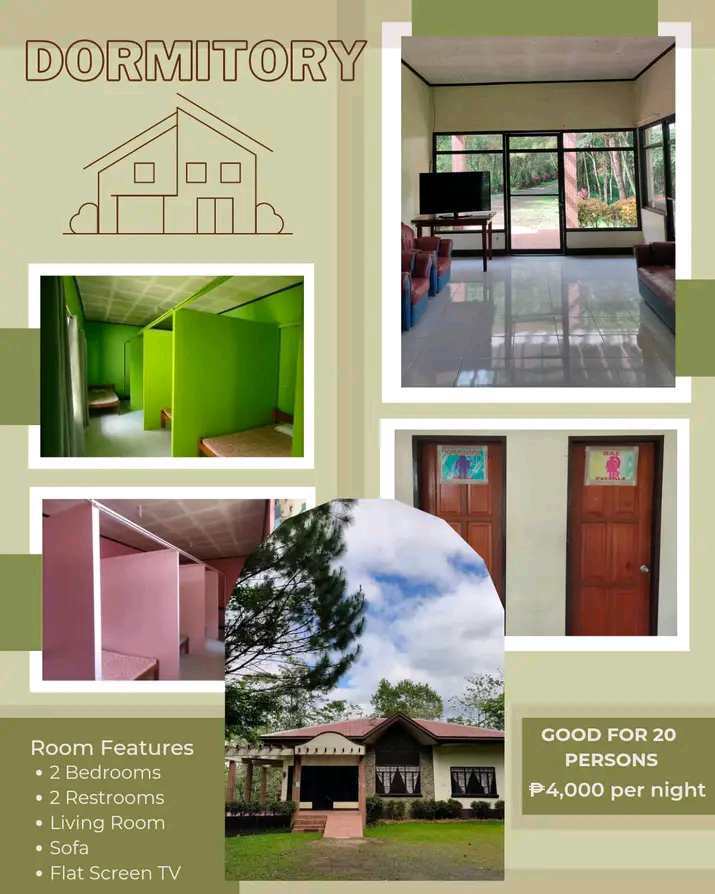 DORMITORY
Room Features
• 2 Bedrooms
• 2 Restrooms
• Living Room
• Sofa
• Flat Screen TV
GOOD FOR 20
PERSONS
₱4,000 per night